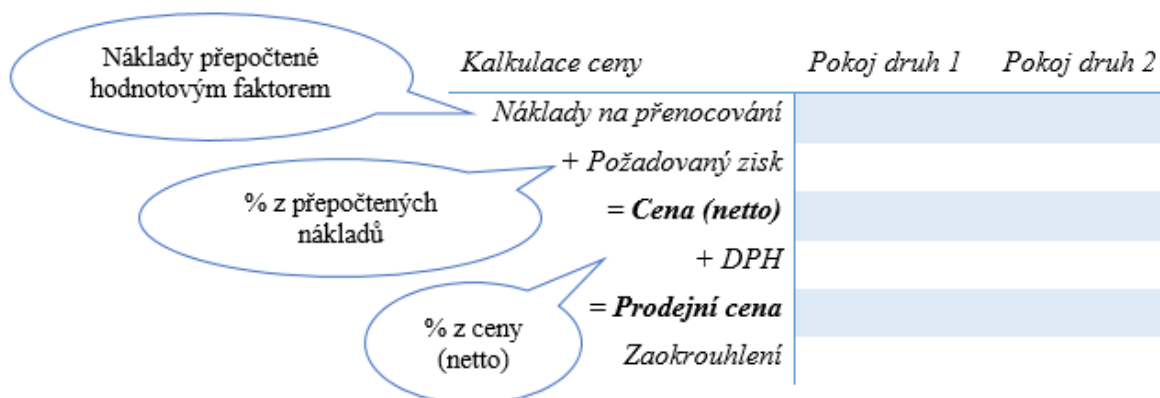 Náklady přepočtené
hodnotovým faktorem
Kalkulace ceny Pokoj druh 1 Pokoj druh 2
Náklady na přenocování
+ Požadovaný zisk
% z přepočtených
nákladů
= Cena (netto)
+ DPH
= Prodejní cena
% z ceny
(netto)
Zaokrouhlení